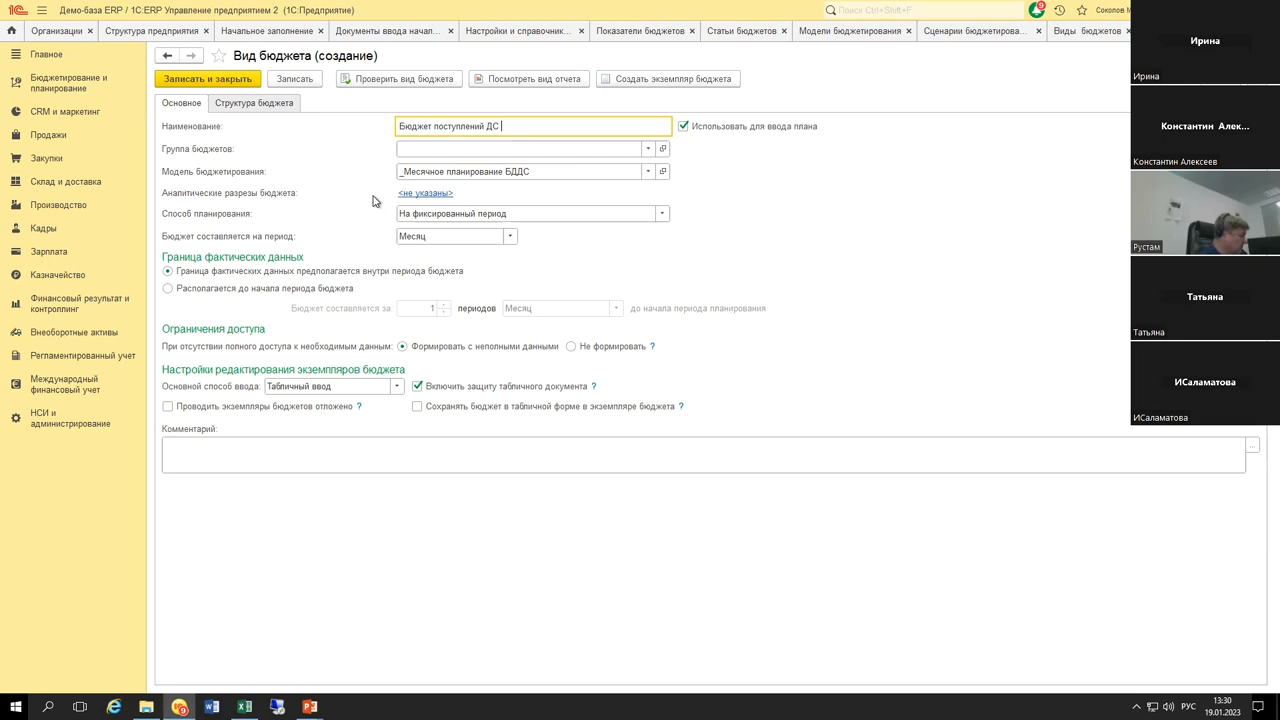 Демо-база ERP / 1С:ERP Управление предприятием 2 (1С:Предприятие)
Поиск Ctrl+Shift+F
9
Соколов М
Организации
Структура предприятия
Начальное заполнение
Документы ввода начал...
Настройки и справочник...
Показатели бюджетов
Статьи бюджетов
Модели бюджетирования
Сценарии бюджетирова...
Виды бюджетов
Главное
Бюджетирование и
планирование
CRM и маркетинг
Продажи
Закупки
Склад и доставка
Производство
Кадры
Зарплата
Казначейство
Финансовый результат и
контроллинг
Внеоборотные активы
Регламентированный учет
Международный
финансовый учет
НСИ и
администрирование
Вид бюджета (создание)
Записать и закрыть
Записать
Проверить вид бюджета
Посмотреть вид отчета
Создать экземпляр бюджета
Основное
Структура бюджета
Наименование: Бюджет поступлений ДС
Использовать для ввода плана
Группа бюджетов:
Модель бюджетирования: _Месячное планирование БДДС
Аналитические разрезы бюджета: <не указаны>
Способ планирования: На фиксированный период
Бюджет составляется на период: Месяц
Граница фактических данных
Граница фактических данных предполагается внутри периода бюджета
Располагается до начала периода бюджета
Бюджет составляется за: 1 периодов Месяц до начала периода планирования
Ограничения доступа
При отсутствии полного доступа к необходимым данным: Формировать с неполными данными Не формировать ?
Настройки редактирования экземпляров бюджета
Основной способ ввода: Табличный ввод Включить защиту табличного документа ?
Проводить экземпляры бюджетов отложено ? Сохранять бюджет в табличной форме в экземпляре бюджета ?
Комментарий:
...
Ирина
Ирина
Константин Алек...
Константин Алексеев
Рустам
Татьяна
Татьяна
ИСаламатова
ИСаламатова
РУС
13:30
19.01.2023